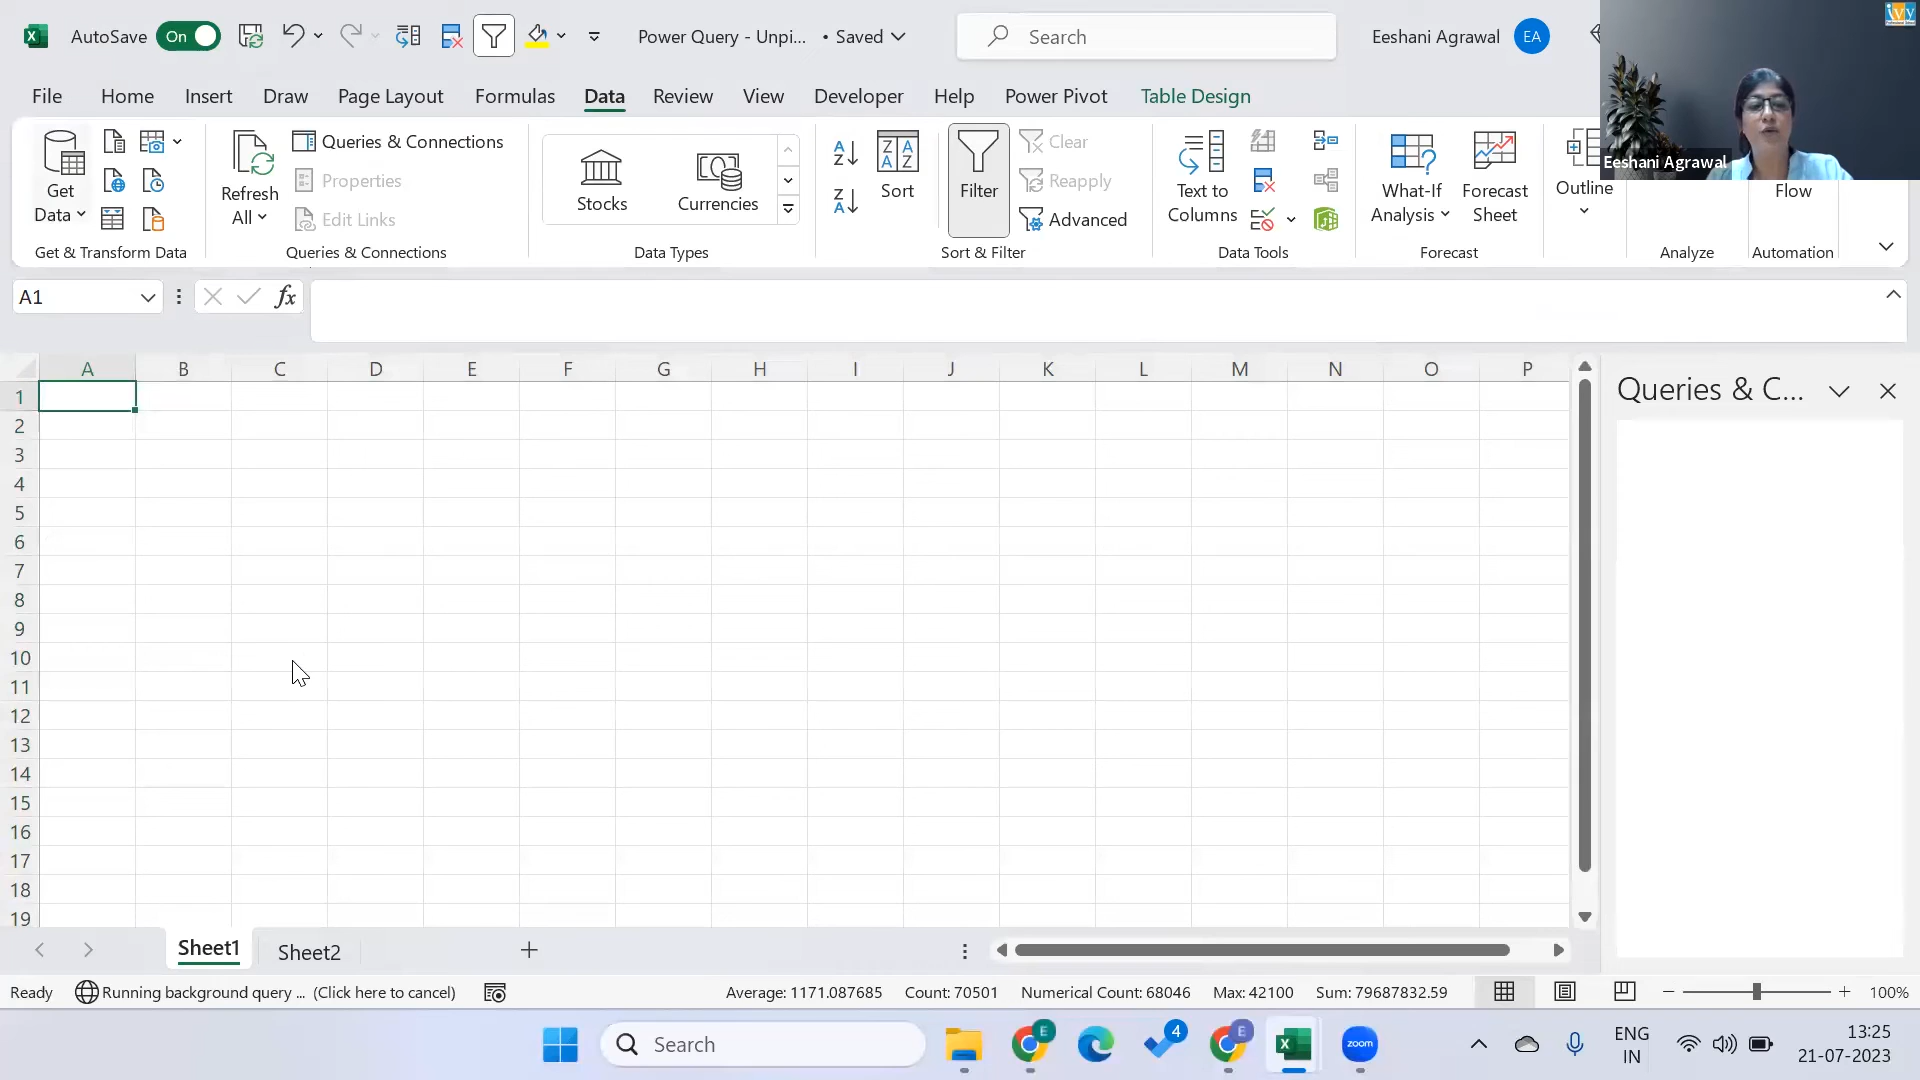 AutoSave On Power Query - Unpi... • Saved Search Eeshani Agrawal EA
ivy
File Home Insert Draw Page Layout Formulas Data Review View Developer Help Power Pivot Table Design
Eeshani Agrawal
Get Data
Refresh All
Queries & Connections
Properties
Edit Links
Stocks
Currencies
Sort
Filter
Clear
Reapply
Advanced
Text to Columns
What-If Analysis
Forecast Sheet
Outline
Flow
Get & Transform Data Queries & Connections Data Types Sort & Filter Data Tools Forecast Analyze Automation
A1 fx
A B C D E F G H I J K L M N O P
Queries & C...
1
2
3
4
5
6
7
8
9
10
11
12
13
14
15
16
17
18
19
Sheet1 Sheet2
Ready Running background query ... (Click here to cancel) Average: 1171.087685 Count: 70501 Numerical Count: 68046 Max: 42100 Sum: 79687832.59 100%
Search E 4 E zoom ENG IN 13:25 21-07-2023